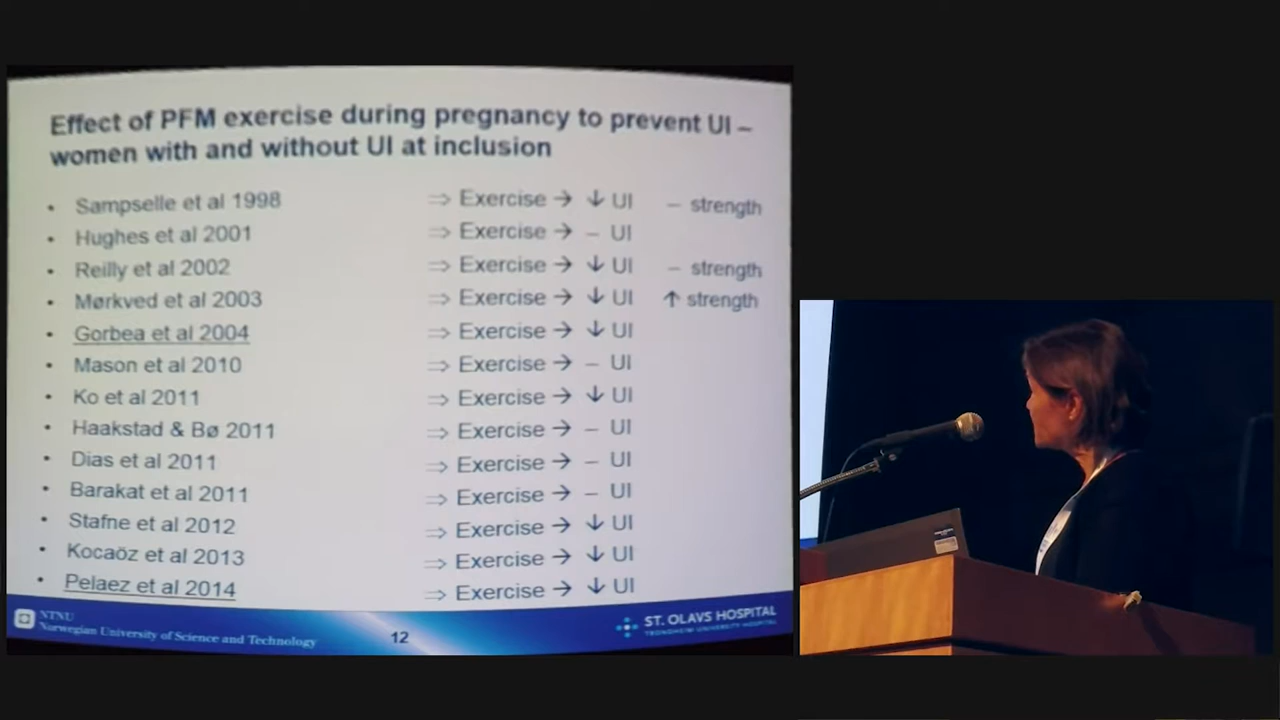 Effect of PFM exercise during pregnancy to prevent UI –
women with and without UI at inclusion
• Sampselle et al 1998 ⇒ Exercise → ↓ UI – strength
• Hughes et al 2001 ⇒ Exercise → – UI
• Reilly et al 2002 ⇒ Exercise → ↓ UI – strength
• Mørkved et al 2003 ⇒ Exercise → ↓ UI ↑ strength
• Gorbea et al 2004 ⇒ Exercise → ↓ UI
• Mason et al 2010 ⇒ Exercise → – UI
• Ko et al 2011 ⇒ Exercise → ↓ UI
• Haakstad & Bø 2011 ⇒ Exercise → – UI
• Dias et al 2011 ⇒ Exercise → – UI
• Barakat et al 2011 ⇒ Exercise → – UI
• Stafne et al 2012 ⇒ Exercise → ↓ UI
• Kocaöz et al 2013 ⇒ Exercise → ↓ UI
• Pelaez et al 2014 ⇒ Exercise → ↓ UI
NTNU
Norwegian University of Science and Technology
12
ST. OLAVS HOSPITAL
TRONDHEIM UNIVERSITY HOSPITAL